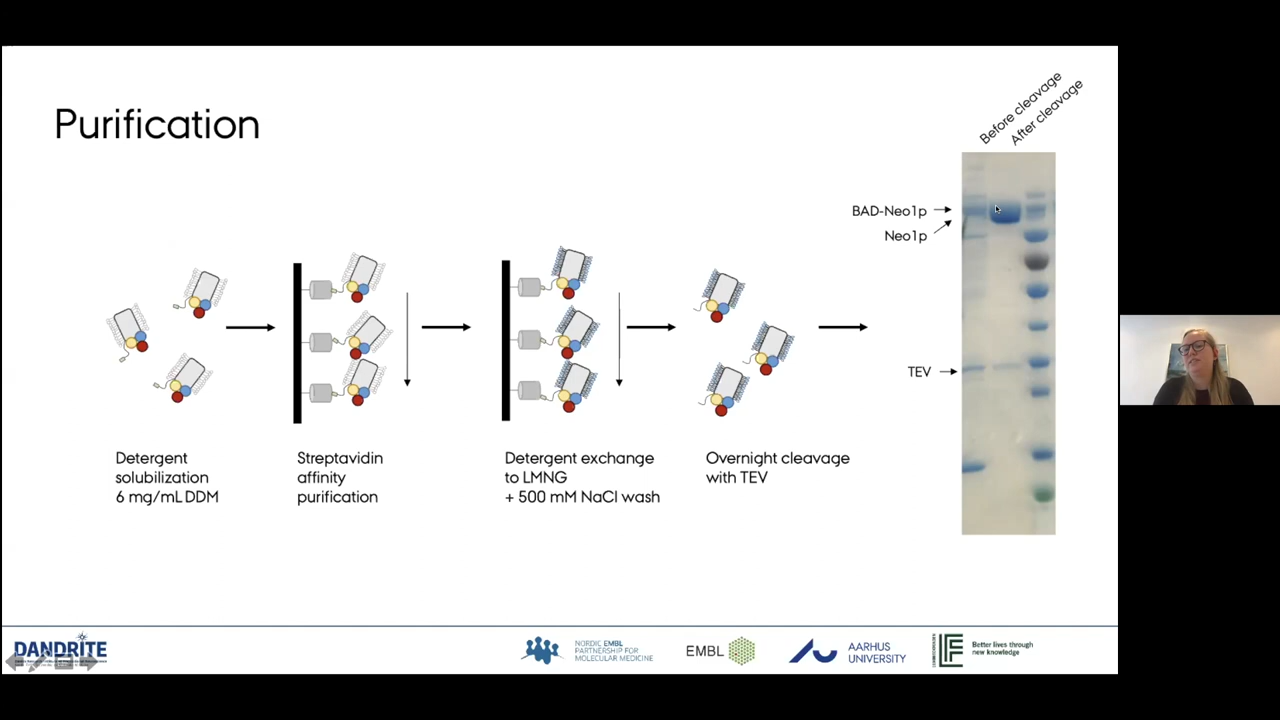 Purification
Before cleavage
After cleavage
BAD-Neo1p
Neo1p
TEV
Detergent
solubilization
6 mg/mL DDM
Streptavidin
affinity
purification
Detergent exchange
to LMNG
+ 500 mM NaCl wash
Overnight cleavage
with TEV
DANDRITE
NORDIC EMBL
PARTNERSHIP FOR
MOLECULAR MEDICINE
EMBL
AARHUS
UNIVERSITY
Better lives through
new knowledge